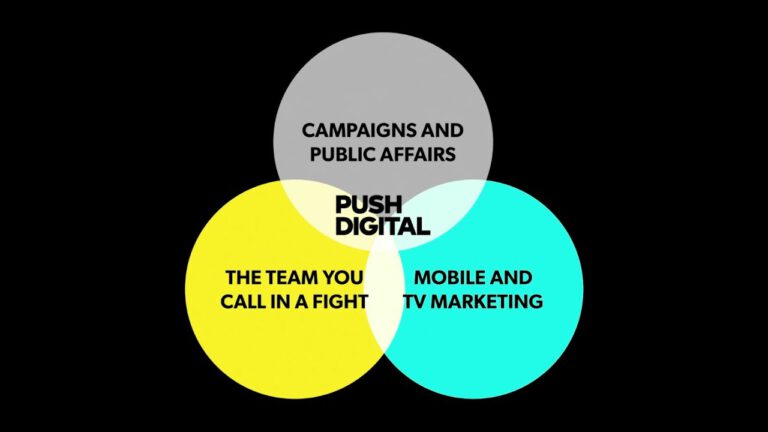 CAMPAIGNS AND
PUBLIC AFFAIRS
PUSH
DIGITAL
THE TEAM YOU
CALL IN A FIGHT
MOBILE AND
TV MARKETING